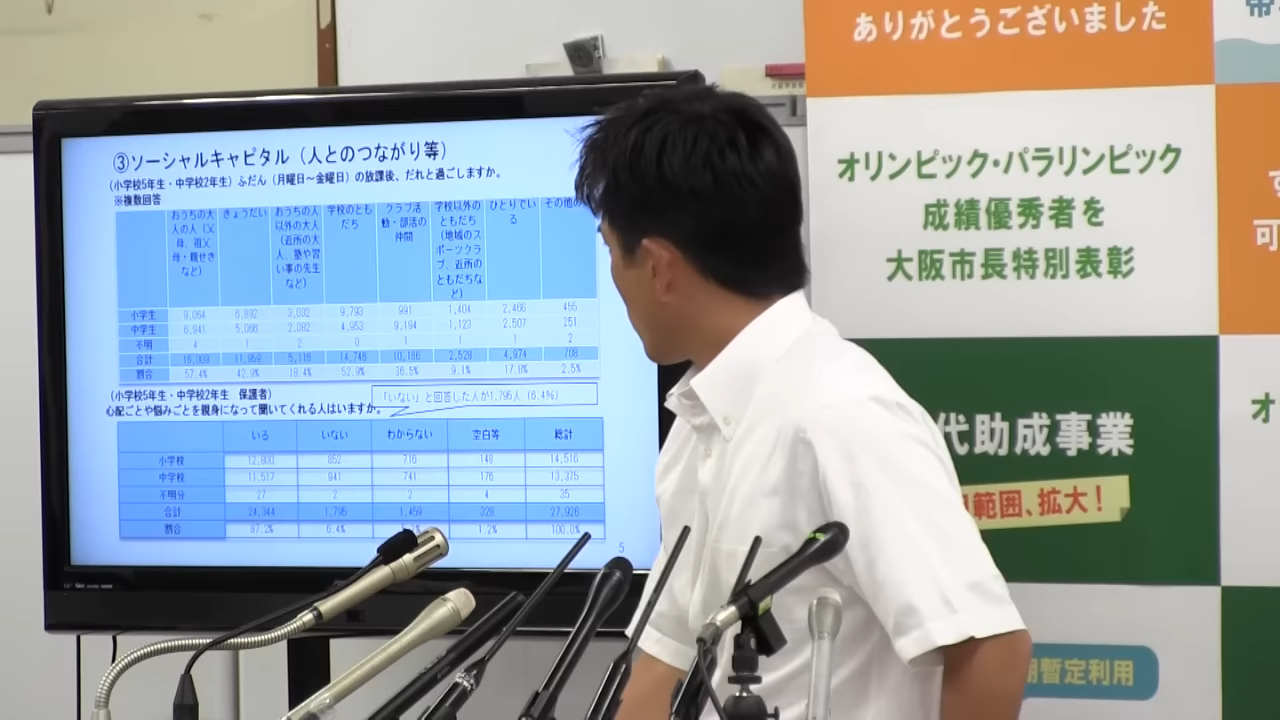 ③ソーシャルキャピタル（人とのつながり等）
（小学校5年生・中学校2年生）ふだん（月曜日～金曜日）の放課後、だれと過ごしますか。
※複数回答
おうちの大人の人（父母、祖父母・親せきなど） きょうだい おうちの人以外の大人（近所の大人、塾や習い事の先生など） 学校のともだち クラブ活動・部活の仲間 学校以外のともだち（地域のスポーツクラブ、近所のともだちなど） ひとりでいる その他の
小学生 9,064 6,892 3,032 9,793 991 1,404 2,466 455
中学生 6,941 5,066 2,082 4,953 9,194 1,123 2,507 251
不明 4 1 2 0 1 1 1 2
合計 16,009 11,959 5,116 14,746 10,186 2,528 4,974 708
割合 57.4% 42.9% 18.4% 52.9% 36.5% 9.1% 17.8% 2.5%
（小学校5年生・中学校2年生 保護者）
心配ごとや悩みごとを親身になって聞いてくれる人はいますか。
「いない」と回答した人が1,795人（6.4%）
いる いない わからない 空白等 総計
小学校 12,800 852 716 148 14,516
中学校 11,517 941 741 176 13,375
不明分 27 2 2 4 35
合計 24,344 1,795 1,459 328 27,926
割合 87.2% 6.4% 1.2% 100.0%
5
ありがとうございました
オリンピック・パラリンピック
成績優秀者を
大阪市長特別表彰
代助成事業
範囲、拡大！
暫定利用
可
オ